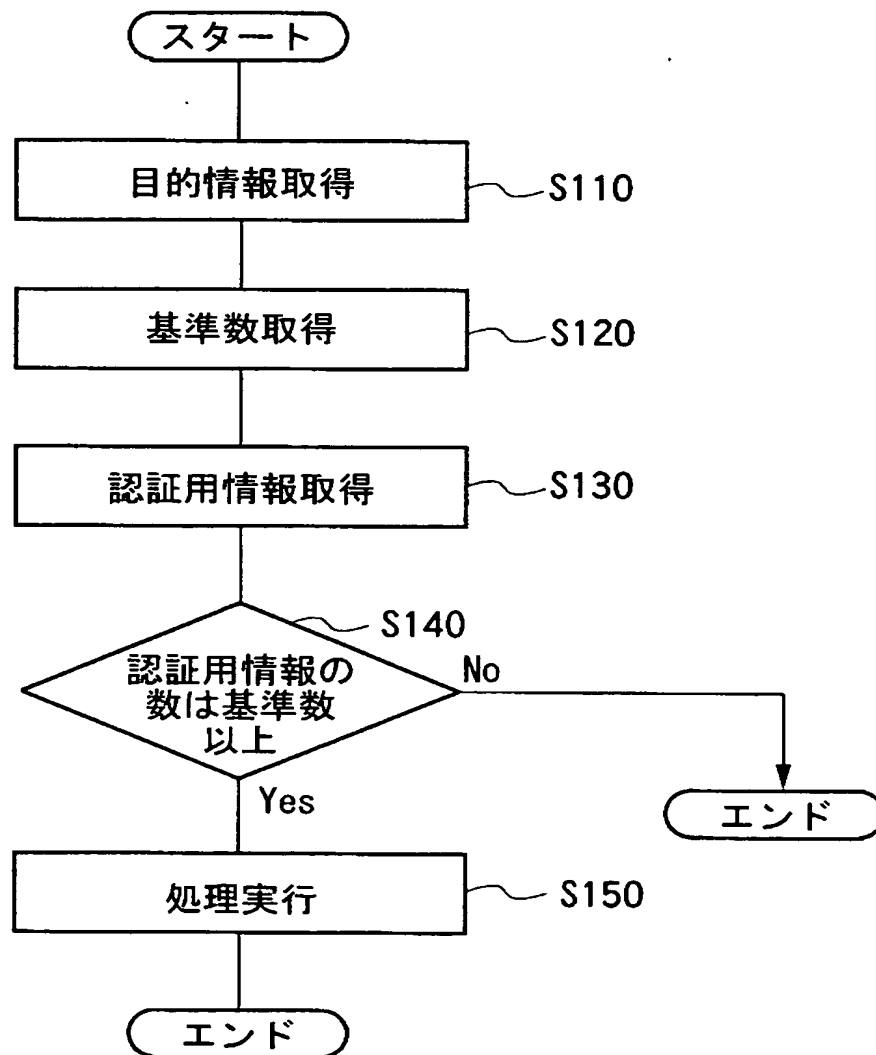 スタート
目的情報取得
S110
基準数取得
S120
認証用情報取得
S130
S140
認証用情報の
数は基準数
以上
No
Yes
エンド
処理実行
S150
エンド